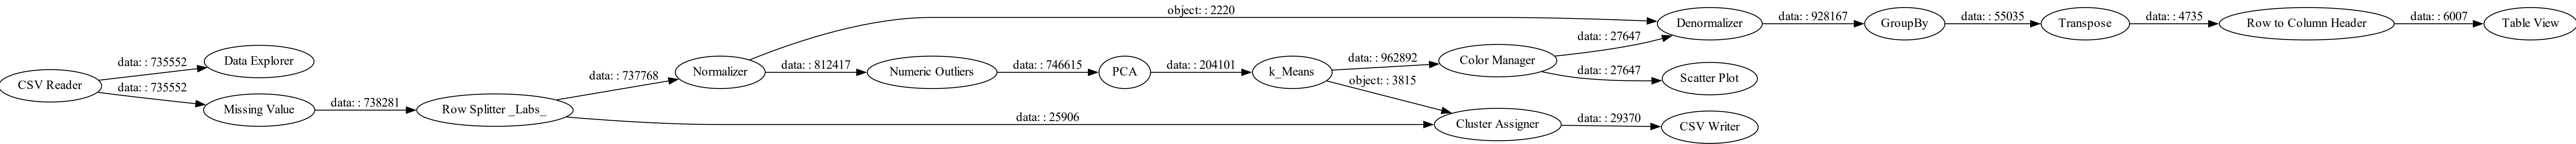 CSV Reader
data: : 735552
data: : 735552
Data Explorer
Missing Value
data: : 738281
Row Splitter _Labs_
data: : 737768
data: : 25906
Normalizer
object: : 2220
data: : 812417
Numeric Outliers
data: : 746615
PCA
data: : 204101
k_Means
data: : 962892
object: : 3815
Color Manager
Cluster Assigner
data: : 27647
data: : 27647
data: : 29370
Denormalizer
Scatter Plot
CSV Writer
data: : 928167
GroupBy
data: : 55035
Transpose
data: : 4735
Row to Column Header
data: : 6007
Table View